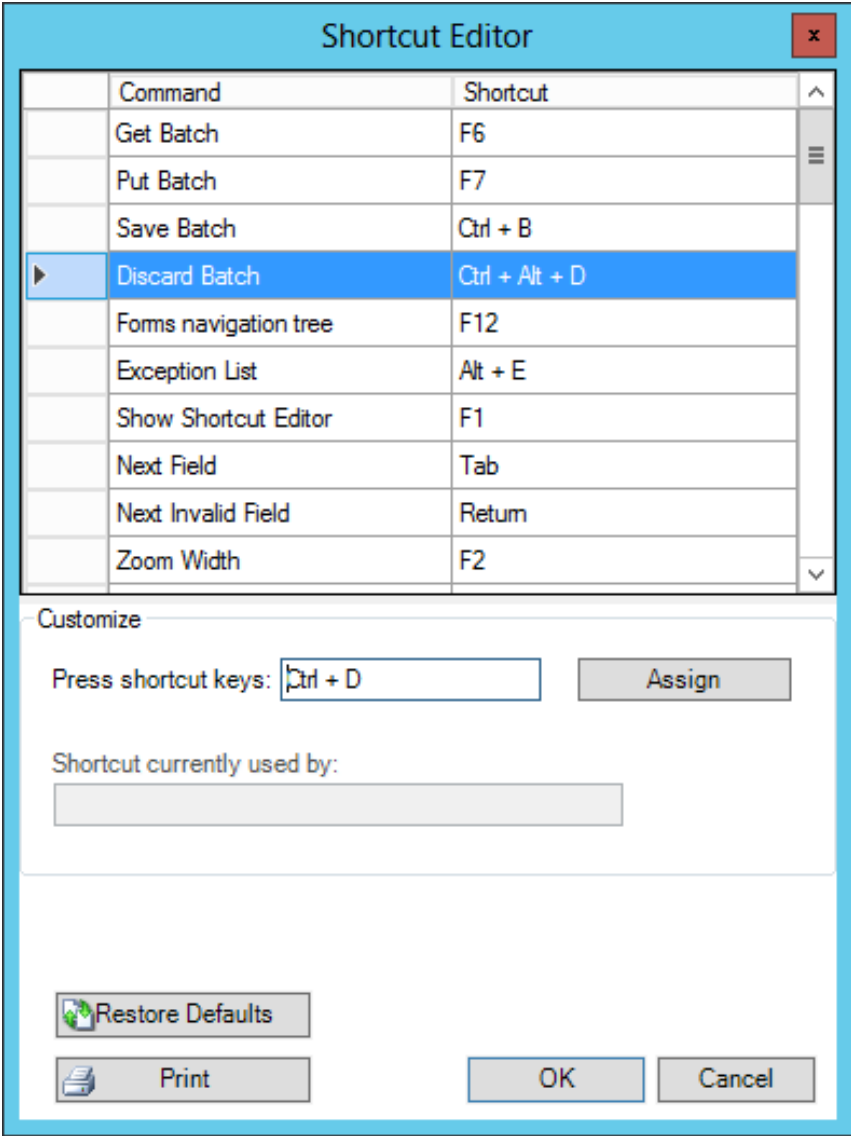 Shortcut Editor
x
Command Shortcut
Get Batch F6
Put Batch F7
Save Batch Ctrl + B
Discard Batch Ctrl + Alt + D
Forms navigation tree F12
Exception List Alt + E
Show Shortcut Editor F1
Next Field Tab
Next Invalid Field Return
Zoom Width F2
Customize
Press shortcut keys: Ctrl + D Assign
Shortcut currently used by:
Restore Defaults
Print OK Cancel